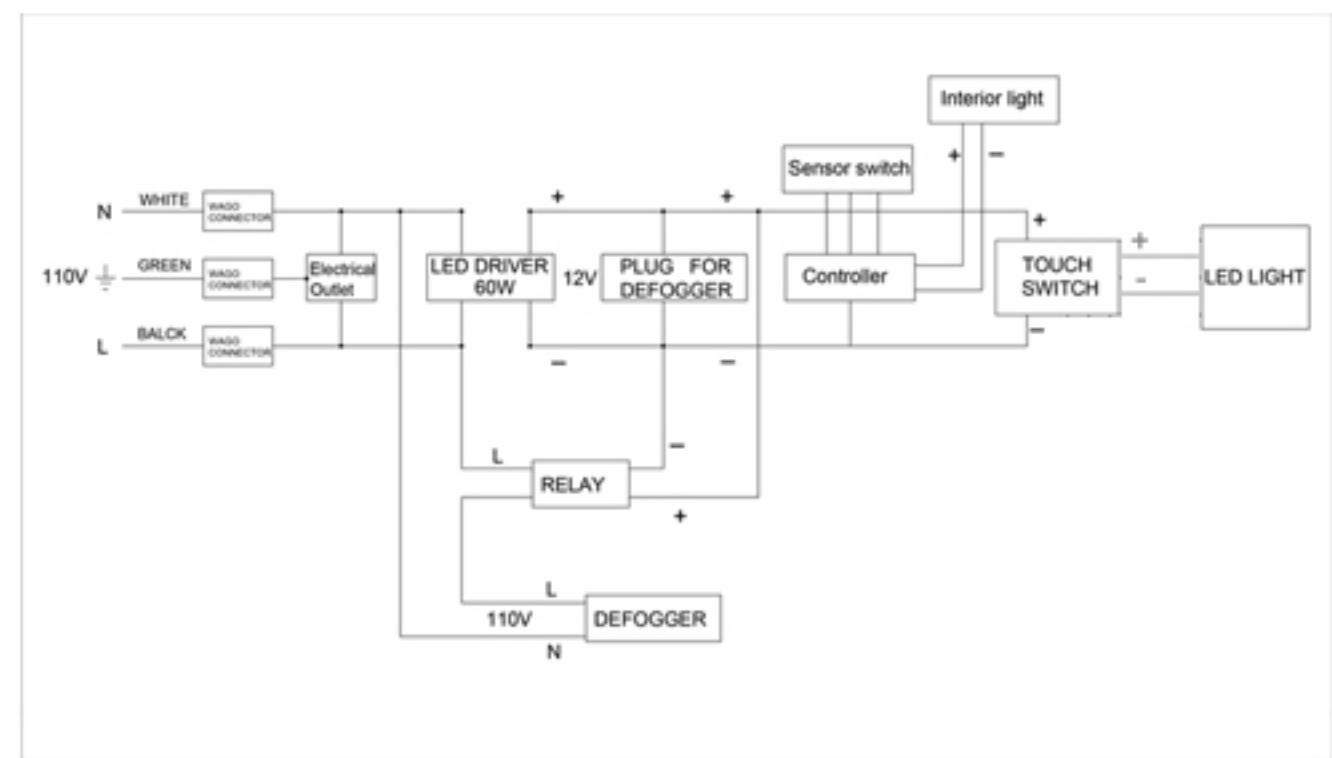 Interior light
+ −
Sensor switch
N WHITE WAGO
CONNECTOR
+ + +
110V GREEN WAGO
CONNECTOR
Electrical
Outlet
LED DRIVER
60W
12V
PLUG FOR
DEFOGGER
Controller
TOUCH
SWITCH
+
-
LED LIGHT
L BALCK WAGO
CONNECTOR
− − −
L RELAY −
+
L
110V DEFOGGER
N